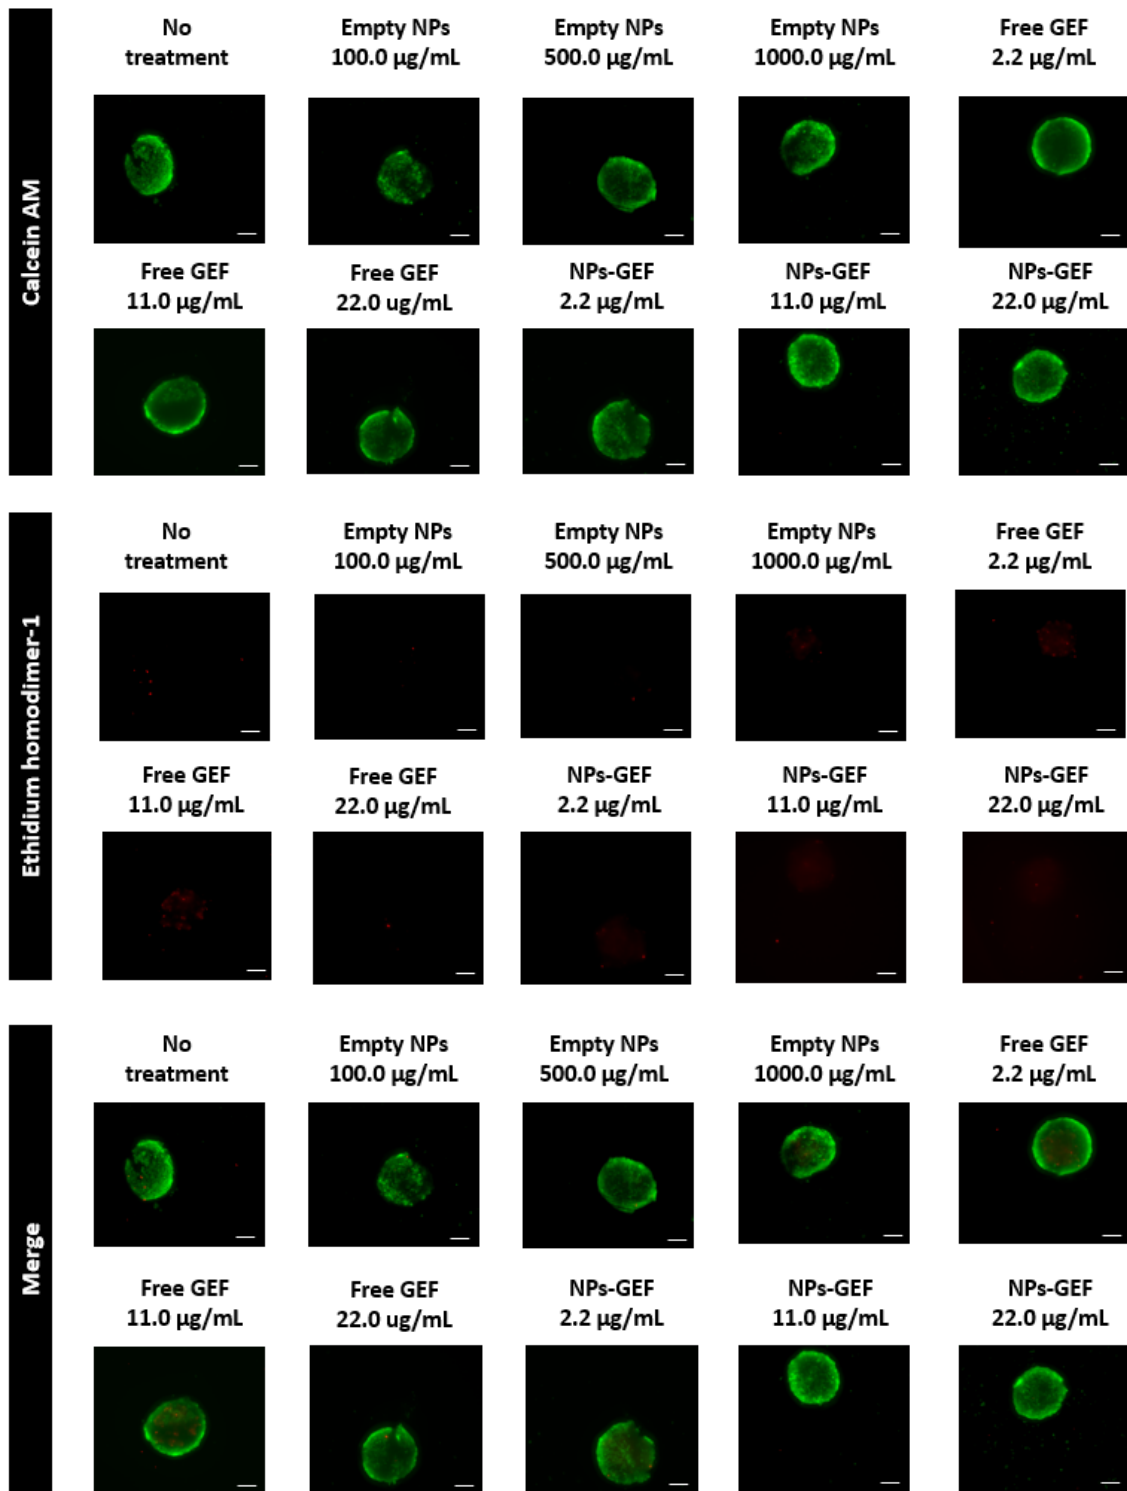 Calcein AM
No
treatment
Empty NPs
100.0 µg/mL
Empty NPs
500.0 µg/mL
Empty NPs
1000.0 µg/mL
Free GEF
2.2 µg/mL
Free GEF
11.0 µg/mL
Free GEF
22.0 ug/mL
NPs-GEF
2.2 µg/mL
NPs-GEF
11.0 µg/mL
NPs-GEF
22.0 µg/mL
Ethidium homodimer-1
No
treatment
Empty NPs
100.0 µg/mL
Empty NPs
500.0 µg/mL
Empty NPs
1000.0 µg/mL
Free GEF
2.2 µg/mL
Free GEF
11.0 µg/mL
Free GEF
22.0 µg/mL
NPs-GEF
2.2 µg/mL
NPs-GEF
11.0 µg/mL
NPs-GEF
22.0 µg/mL
Merge
No
treatment
Empty NPs
100.0 µg/mL
Empty NPs
500.0 µg/mL
Empty NPs
1000.0 µg/mL
Free GEF
2.2 µg/mL
Free GEF
11.0 µg/mL
Free GEF
22.0 ug/mL
NPs-GEF
2.2 µg/mL
NPs-GEF
11.0 µg/mL
NPs-GEF
22.0 µg/mL